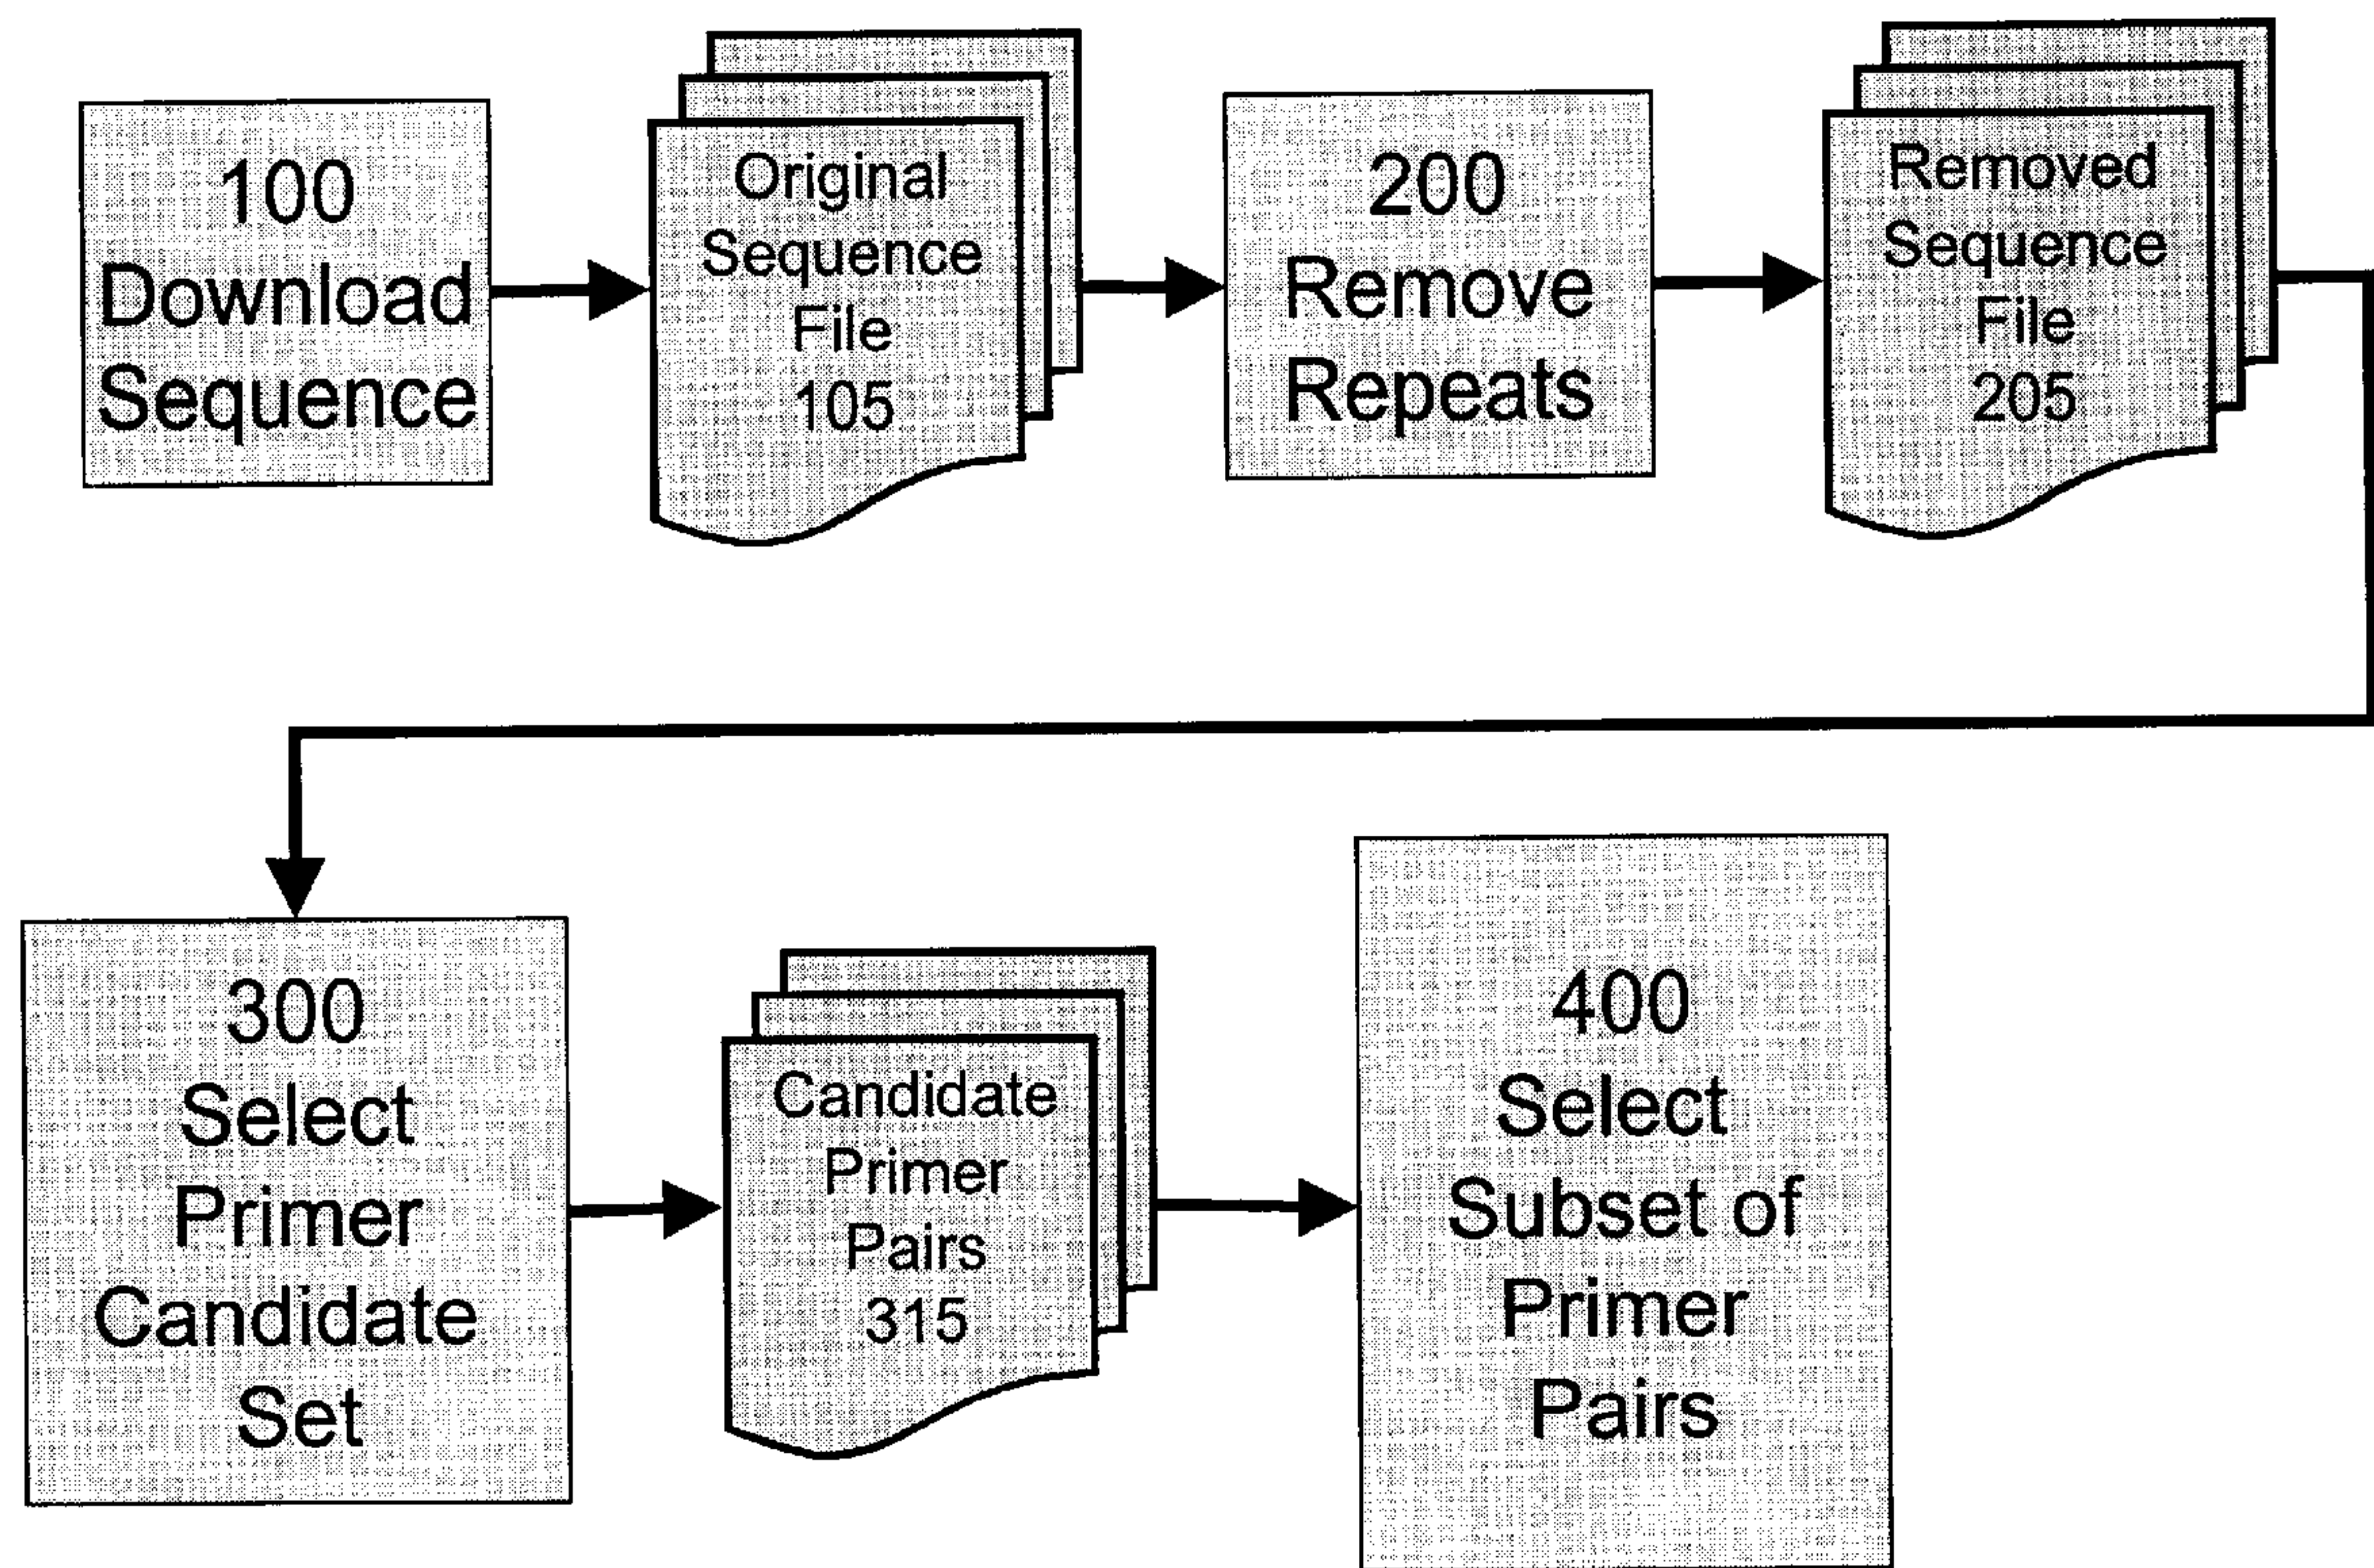 100
Download
Sequence
Original
Sequence
File
105
200
Remove
Repeats
Removed
Sequence
File
205
300
Select
Primer
Candidate
Set
Candidate
Primer
Pairs
315
400
Select
Subset of
Primer
Pairs